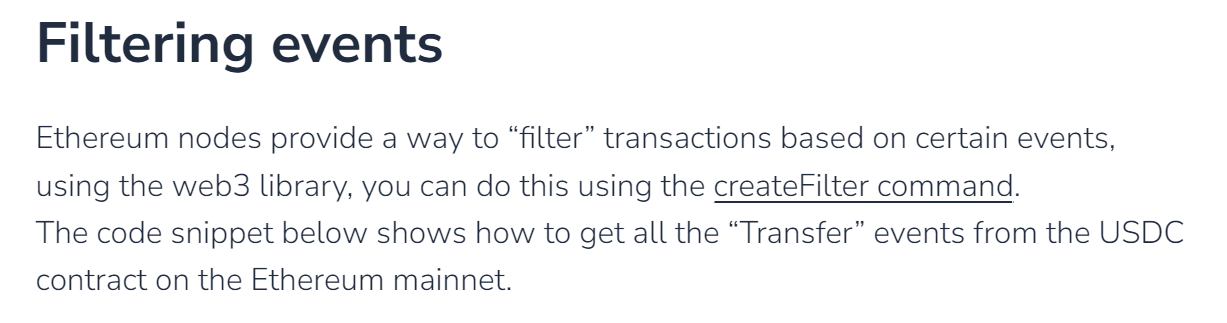 Filtering events
Ethereum nodes provide a way to “filter” transactions based on certain events,
using the web3 library, you can do this using the createFilter command.
The code snippet below shows how to get all the “Transfer” events from the USDC
contract on the Ethereum mainnet.